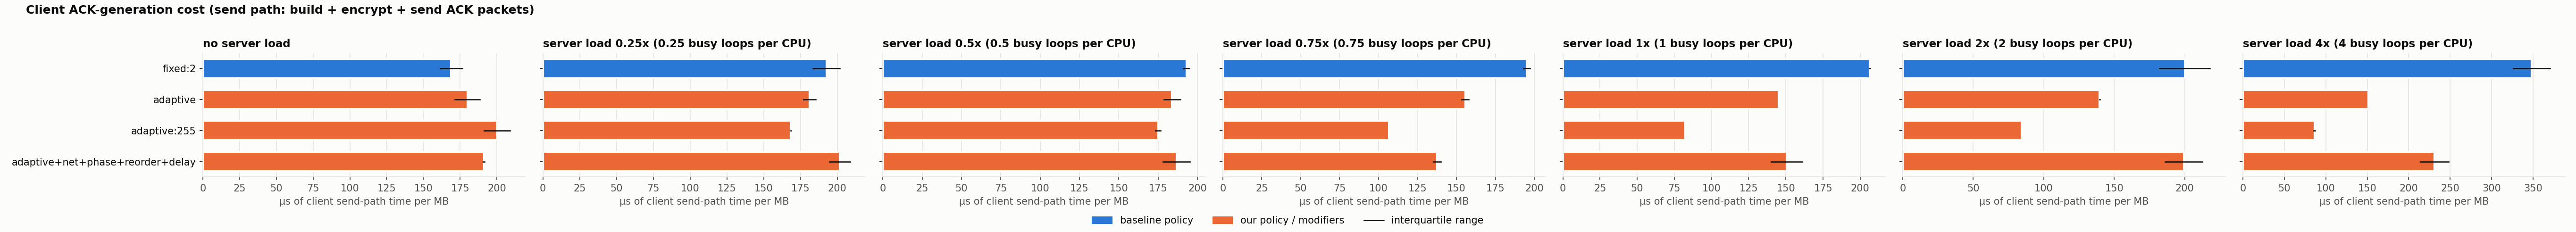 Client ACK-generation cost (send path: build + encrypt + send ACK packets)
no server load
server load 0.25x (0.25 busy loops per CPU)
server load 0.5x (0.5 busy loops per CPU)
server load 0.75x (0.75 busy loops per CPU)
server load 1x (1 busy loops per CPU)
server load 2x (2 busy loops per CPU)
server load 4x (4 busy loops per CPU)
fixed:2
adaptive
adaptive:255
adaptive+net+phase+reorder+delay
0 25 50 75 100 125 150 175 200
0 25 50 75 100 125 150 175 200
0 25 50 75 100 125 150 175 200
0 25 50 75 100 125 150 175 200
0 25 50 75 100 125 150 175 200
0 50 100 150 200
0 50 100 150 200 250 300 350
µs of client send-path time per MB
µs of client send-path time per MB
µs of client send-path time per MB
µs of client send-path time per MB
µs of client send-path time per MB
µs of client send-path time per MB
µs of client send-path time per MB
baseline policy
our policy / modifiers
interquartile range